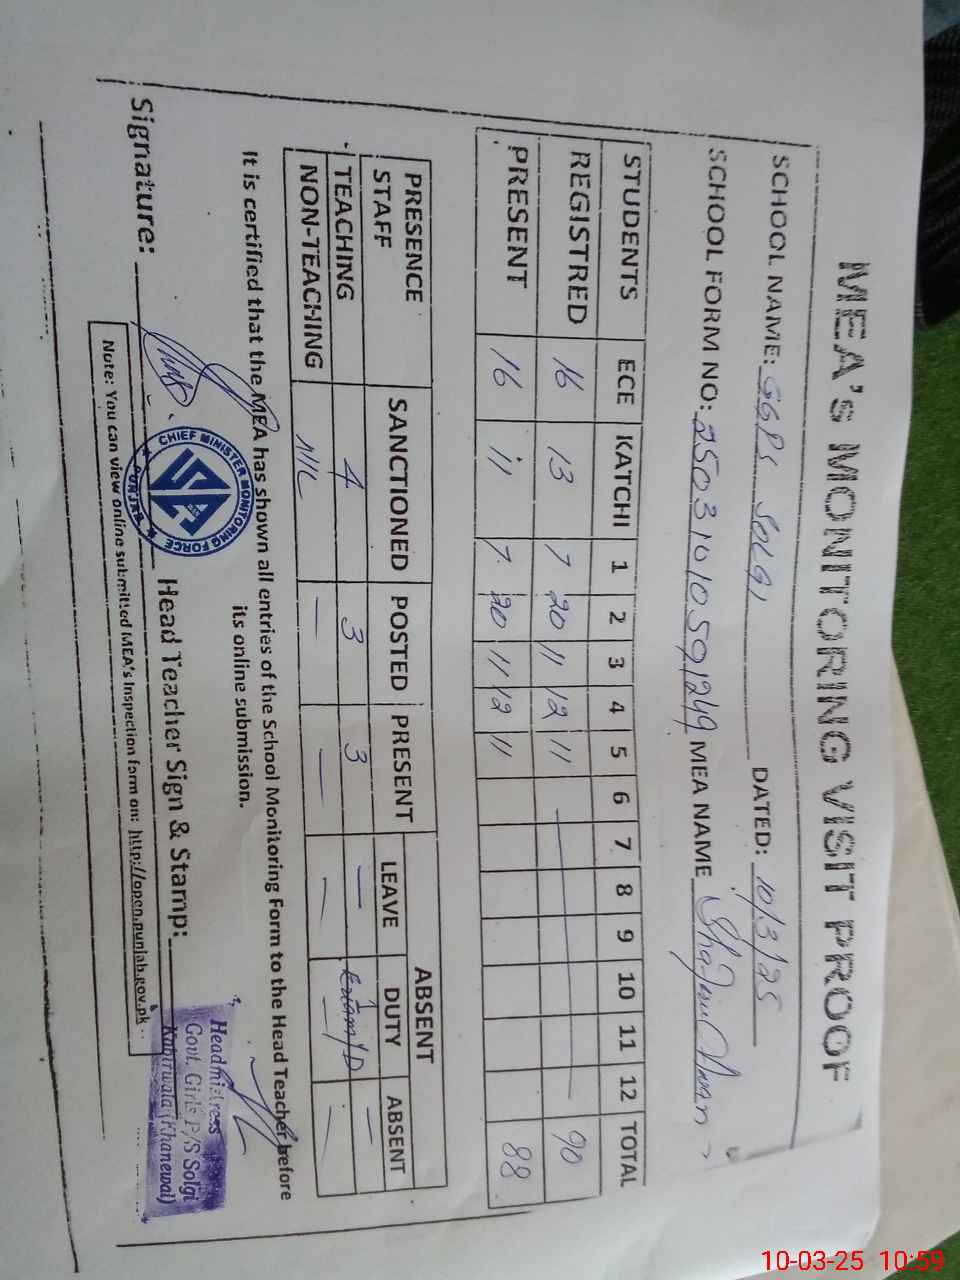 MEA's MONITORING VISIT PROOF
SCHOOL NAME: GGPS SOLGI DATED: 10/3/25
SCHOOL FORM NO: 25031010591249 MEA NAME
STUDENTS ECE KATCHI 1 2 3 4 5 6 7 8 9 10 11 12 TOTAL
REGISTRED 16 13 7 20 11 12 11 90
PRESENT 16 11 7 20 11 12 11 88
PRESENCE STAFF SANCTIONED POSTED PRESENT ABSENT
LEAVE DUTY ABSENT
TEACHING 4 3 3 — 1 Exam/D —
NON-TEACHING NIL — — — — —
It is certified that the MEA has shown all entries of the School Monitoring Form to the Head Teacher before
its online submission.
Signature: Head Teacher Sign & Stamp:
CHIEF MINISTER MONITORING FORCE
PUNJAB
Headmistress
Govt. Girls P/S Solgi
Kabirwala (Khanewal)
Note: You can view online submitted MEA's Inspection form on: http://open.punjab.gov.pk
10-03-25 10:59